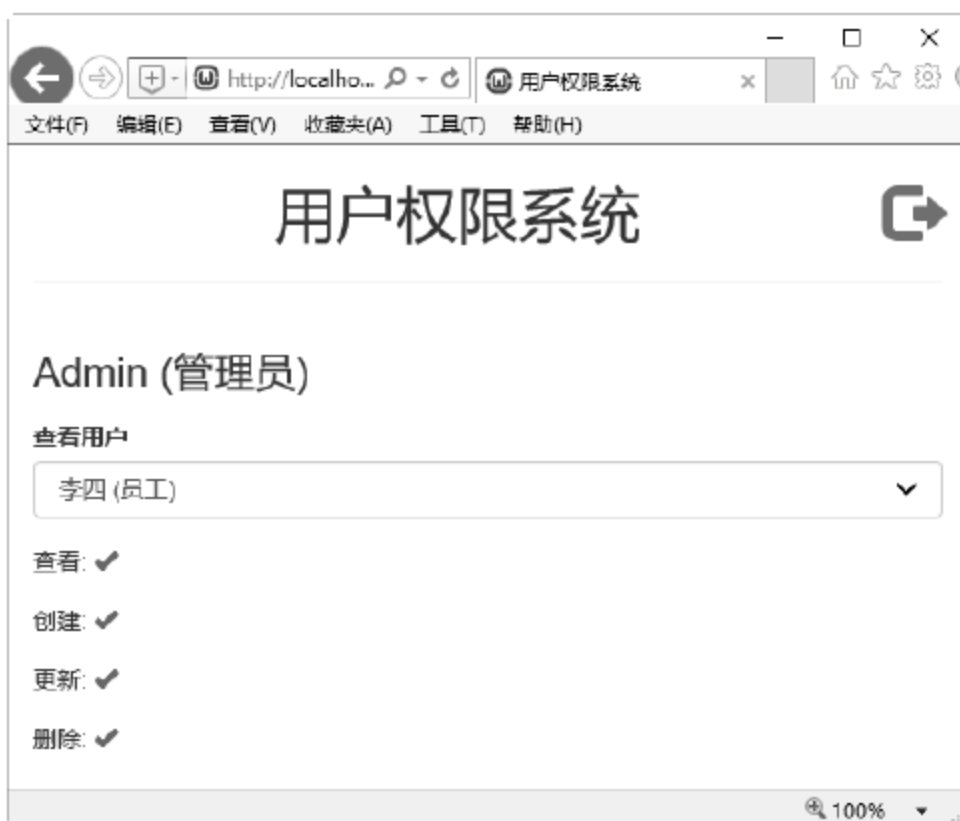 http://localho...
用户权限系统
文件(F) 编辑(E) 查看(V) 收藏夹(A) 工具(T) 帮助(H)
用户权限系统
Admin (管理员)
查看用户
李四 (员工)
查看: ✔
创建: ✔
更新: ✔
删除: ✔
100%